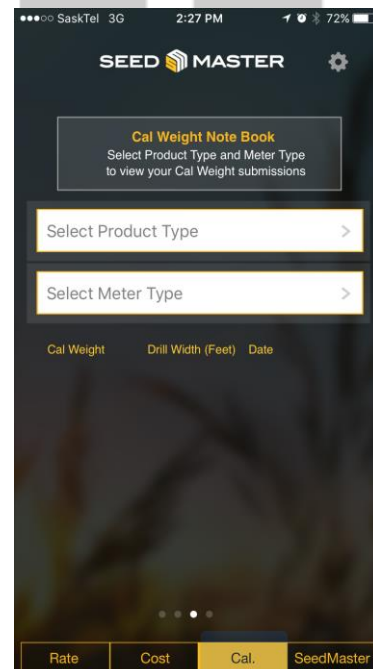 ●●●○○ SaskTel 3G 2:27 PM 72%
SEED MASTER
Cal Weight Note Book
Select Product Type and Meter Type
to view your Cal Weight submissions
Select Product Type >
Select Meter Type >
Cal Weight Drill Width (Feet) Date
Rate Cost Cal. SeedMaster